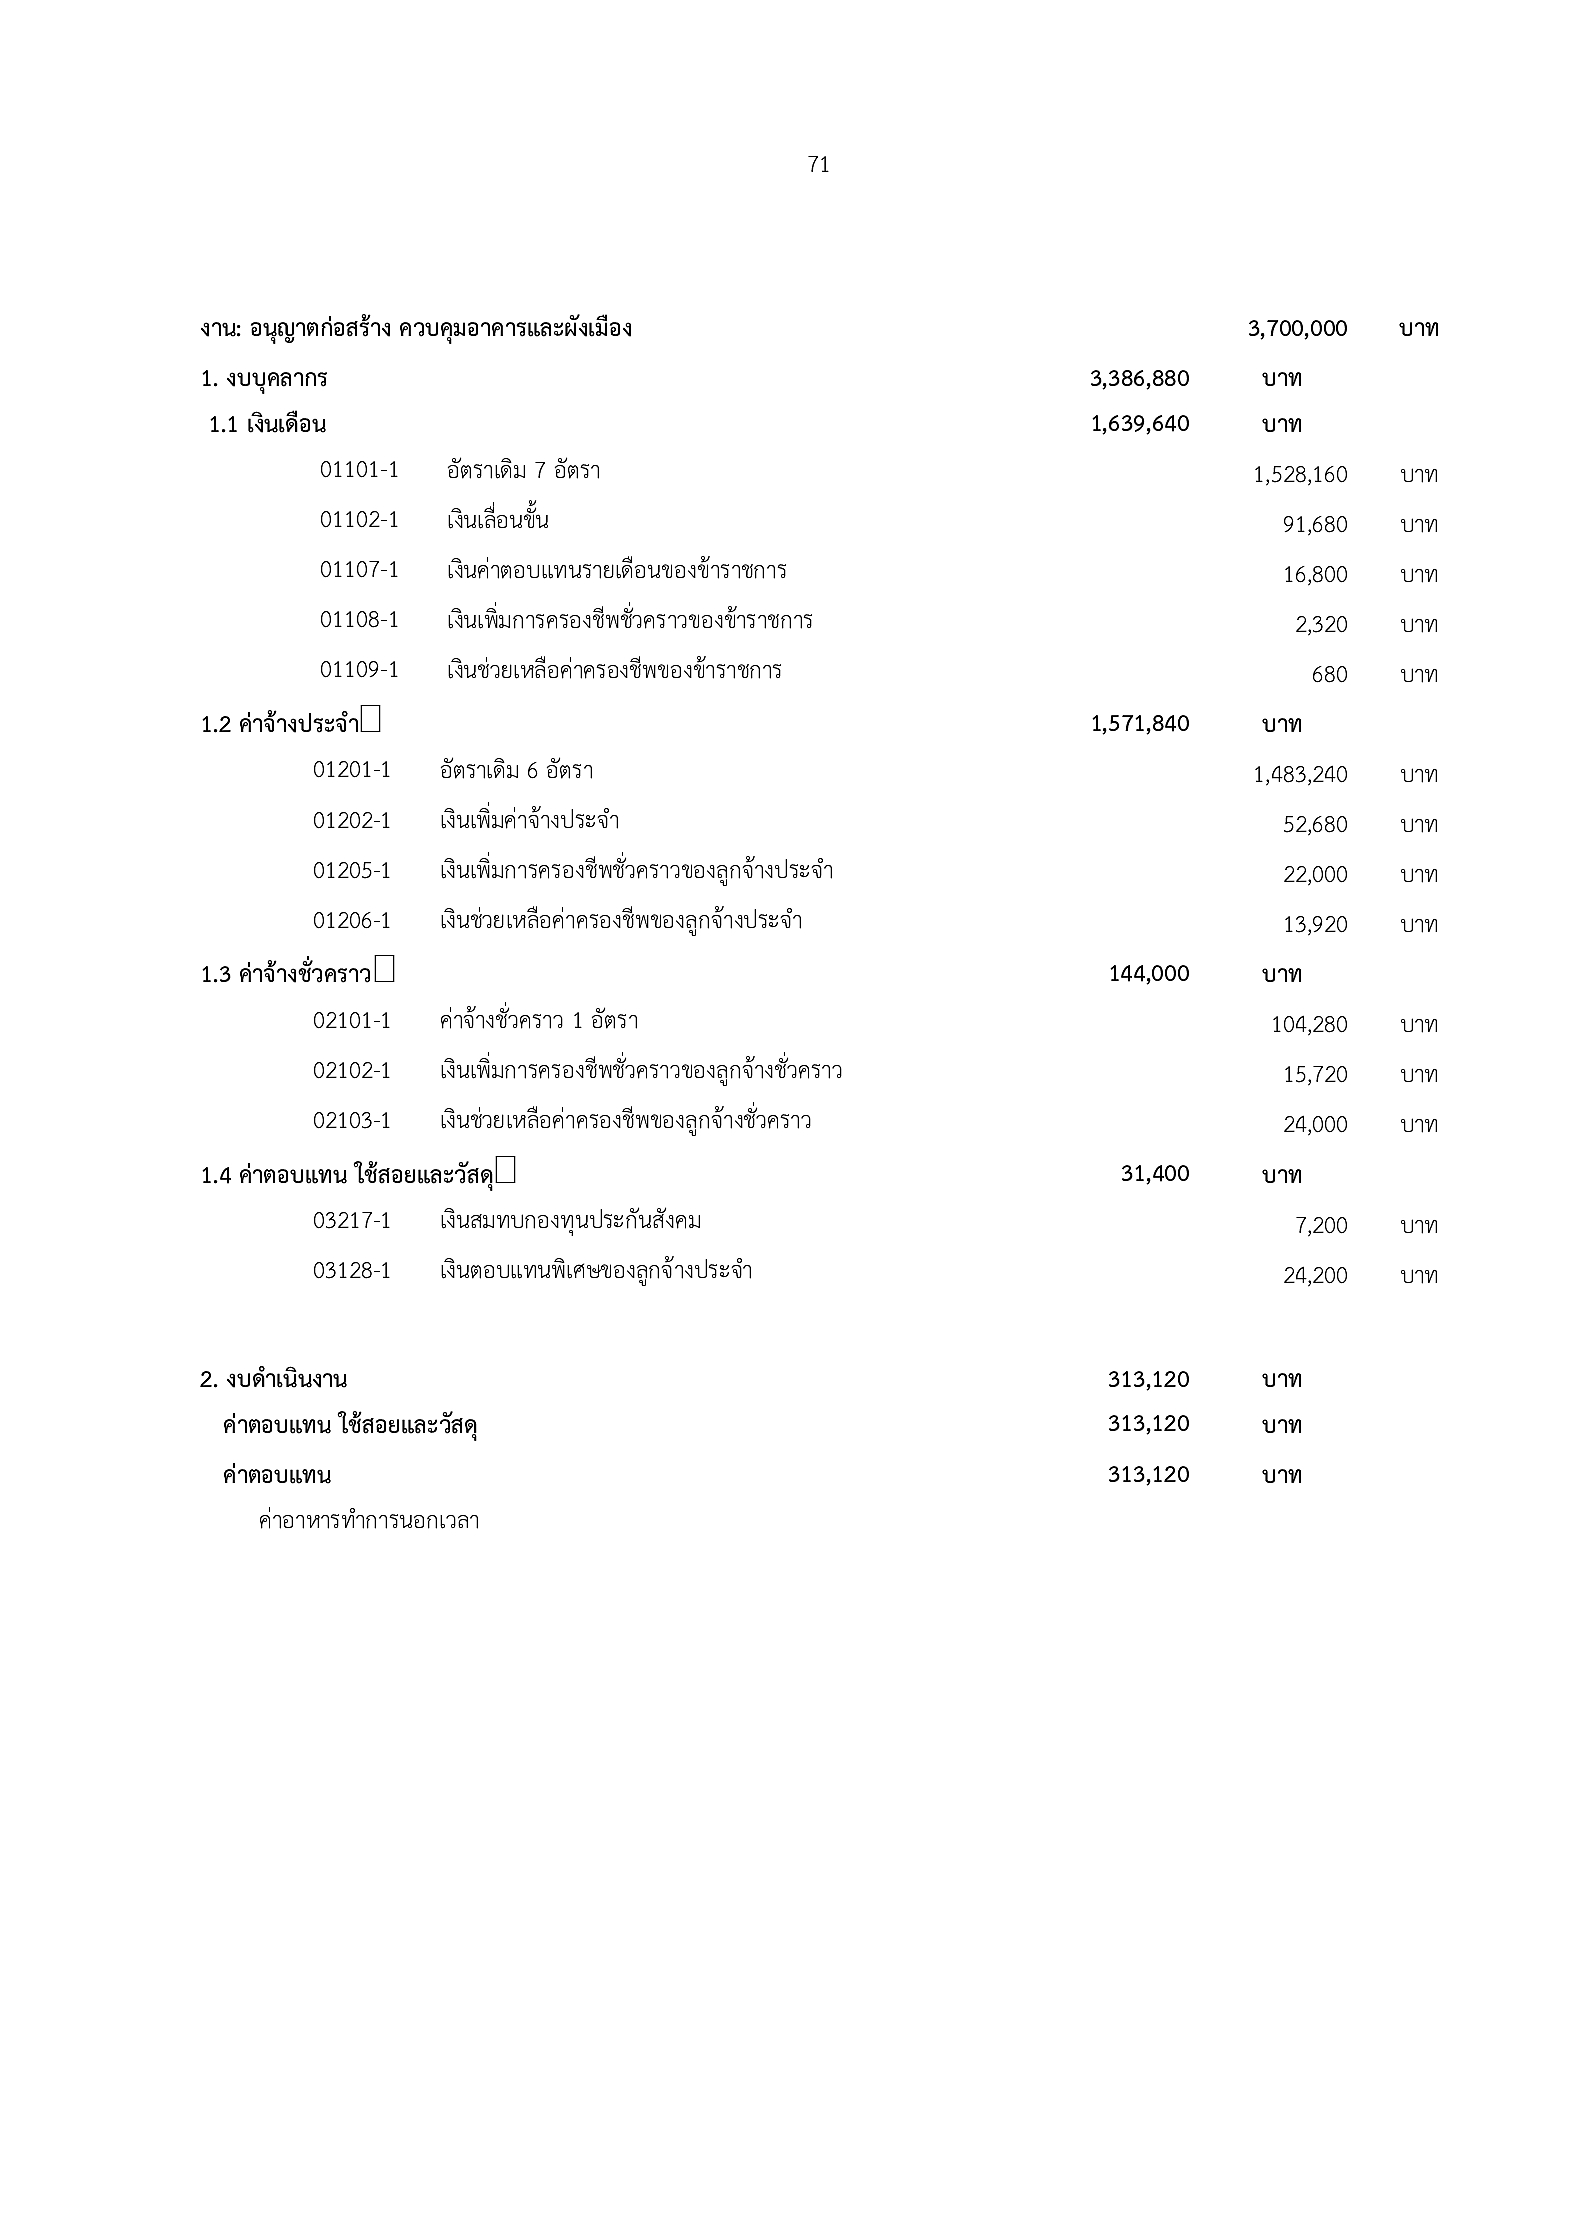 71
งาน: อนุญาตก่อสร้าง ควบคุมอาคารและผังเมือง 3,700,000 บาท
1. งบบุคลากร 3,386,880 บาท
1.1 เงินเดือน 1,639,640 บาท
01101-1 อัตราเดิม 7 อัตรา 1,528,160 บาท
01102-1 เงินเลื่อนขั้น 91,680 บาท
01107-1 เงินค่าตอบแทนรายเดือนของข้าราชการ 16,800 บาท
01108-1 เงินเพิ่มการครองชีพชั่วคราวของข้าราชการ 2,320 บาท
01109-1 เงินช่วยเหลือค่าครองชีพของข้าราชการ 680 บาท
1.2 ค่าจ้างประจำ 1,571,840 บาท
01201-1 อัตราเดิม 6 อัตรา 1,483,240 บาท
01202-1 เงินเพิ่มค่าจ้างประจำ 52,680 บาท
01205-1 เงินเพิ่มการครองชีพชั่วคราวของลูกจ้างประจำ 22,000 บาท
01206-1 เงินช่วยเหลือค่าครองชีพของลูกจ้างประจำ 13,920 บาท
1.3 ค่าจ้างชั่วคราว 144,000 บาท
02101-1 ค่าจ้างชั่วคราว 1 อัตรา 104,280 บาท
02102-1 เงินเพิ่มการครองชีพชั่วคราวของลูกจ้างชั่วคราว 15,720 บาท
02103-1 เงินช่วยเหลือค่าครองชีพของลูกจ้างชั่วคราว 24,000 บาท
1.4 ค่าตอบแทน ใช้สอยและวัสดุ 31,400 บาท
03217-1 เงินสมทบกองทุนประกันสังคม 7,200 บาท
03128-1 เงินตอบแทนพิเศษของลูกจ้างประจำ 24,200 บาท
2. งบดำเนินงาน 313,120 บาท
ค่าตอบแทน ใช้สอยและวัสดุ 313,120 บาท
ค่าตอบแทน 313,120 บาท
ค่าอาหารทำการนอกเวลา